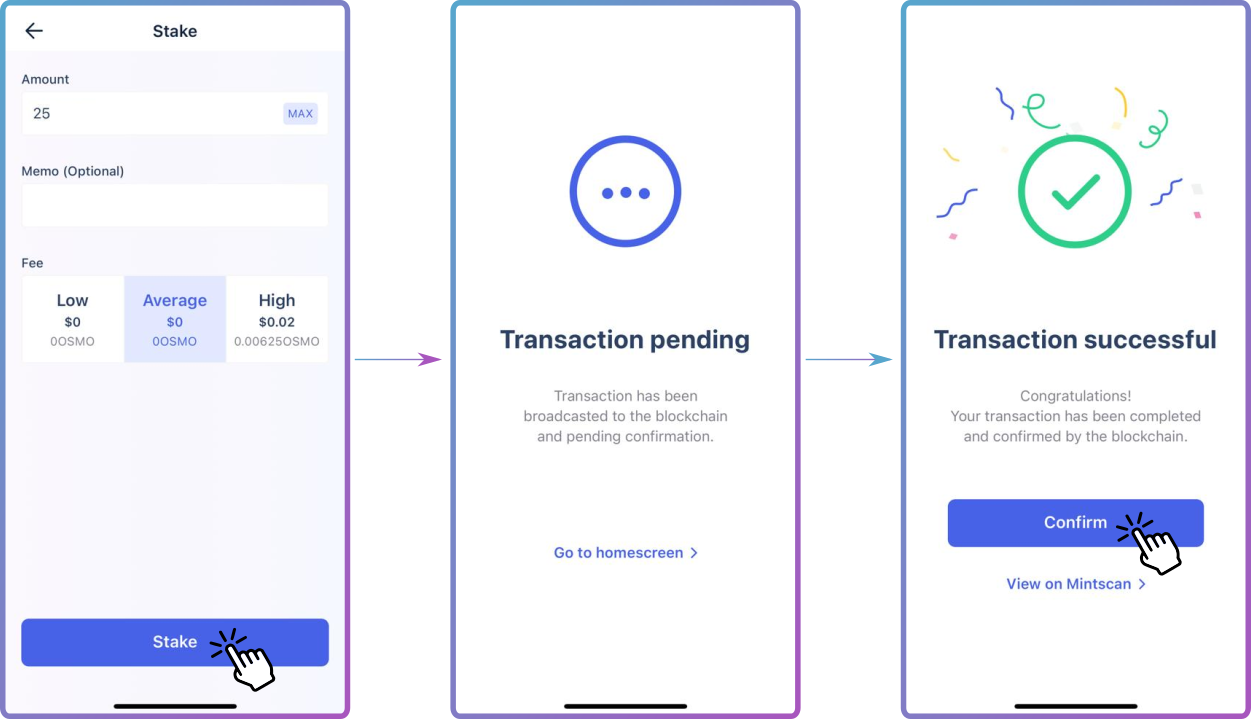 Stake
Amount
25
MAX
Memo (Optional)
Fee
Low
$0
0OSMO
Average
$0
0OSMO
High
$0.02
0.00625OSMO
Stake
Transaction pending
Transaction has been
broadcasted to the blockchain
and pending confirmation.
Go to homescreen
Transaction successful
Congratulations!
Your transaction has been completed
and confirmed by the blockchain.
Confirm
View on Mintscan